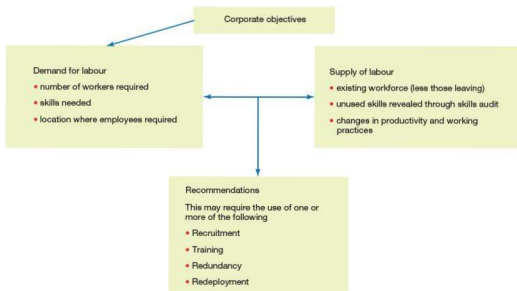 Corporate objectives
Demand for labour
• number of workers required
• skills needed
• location where employees required
Supply of labour
• existing workforce (less those leaving)
• unused skills revealed through skills audit
• changes in productivity and working
practices
Recommendations
This may require the use of one or
more of the following
• Recruitment
• Training
• Redundancy
• Redeployment